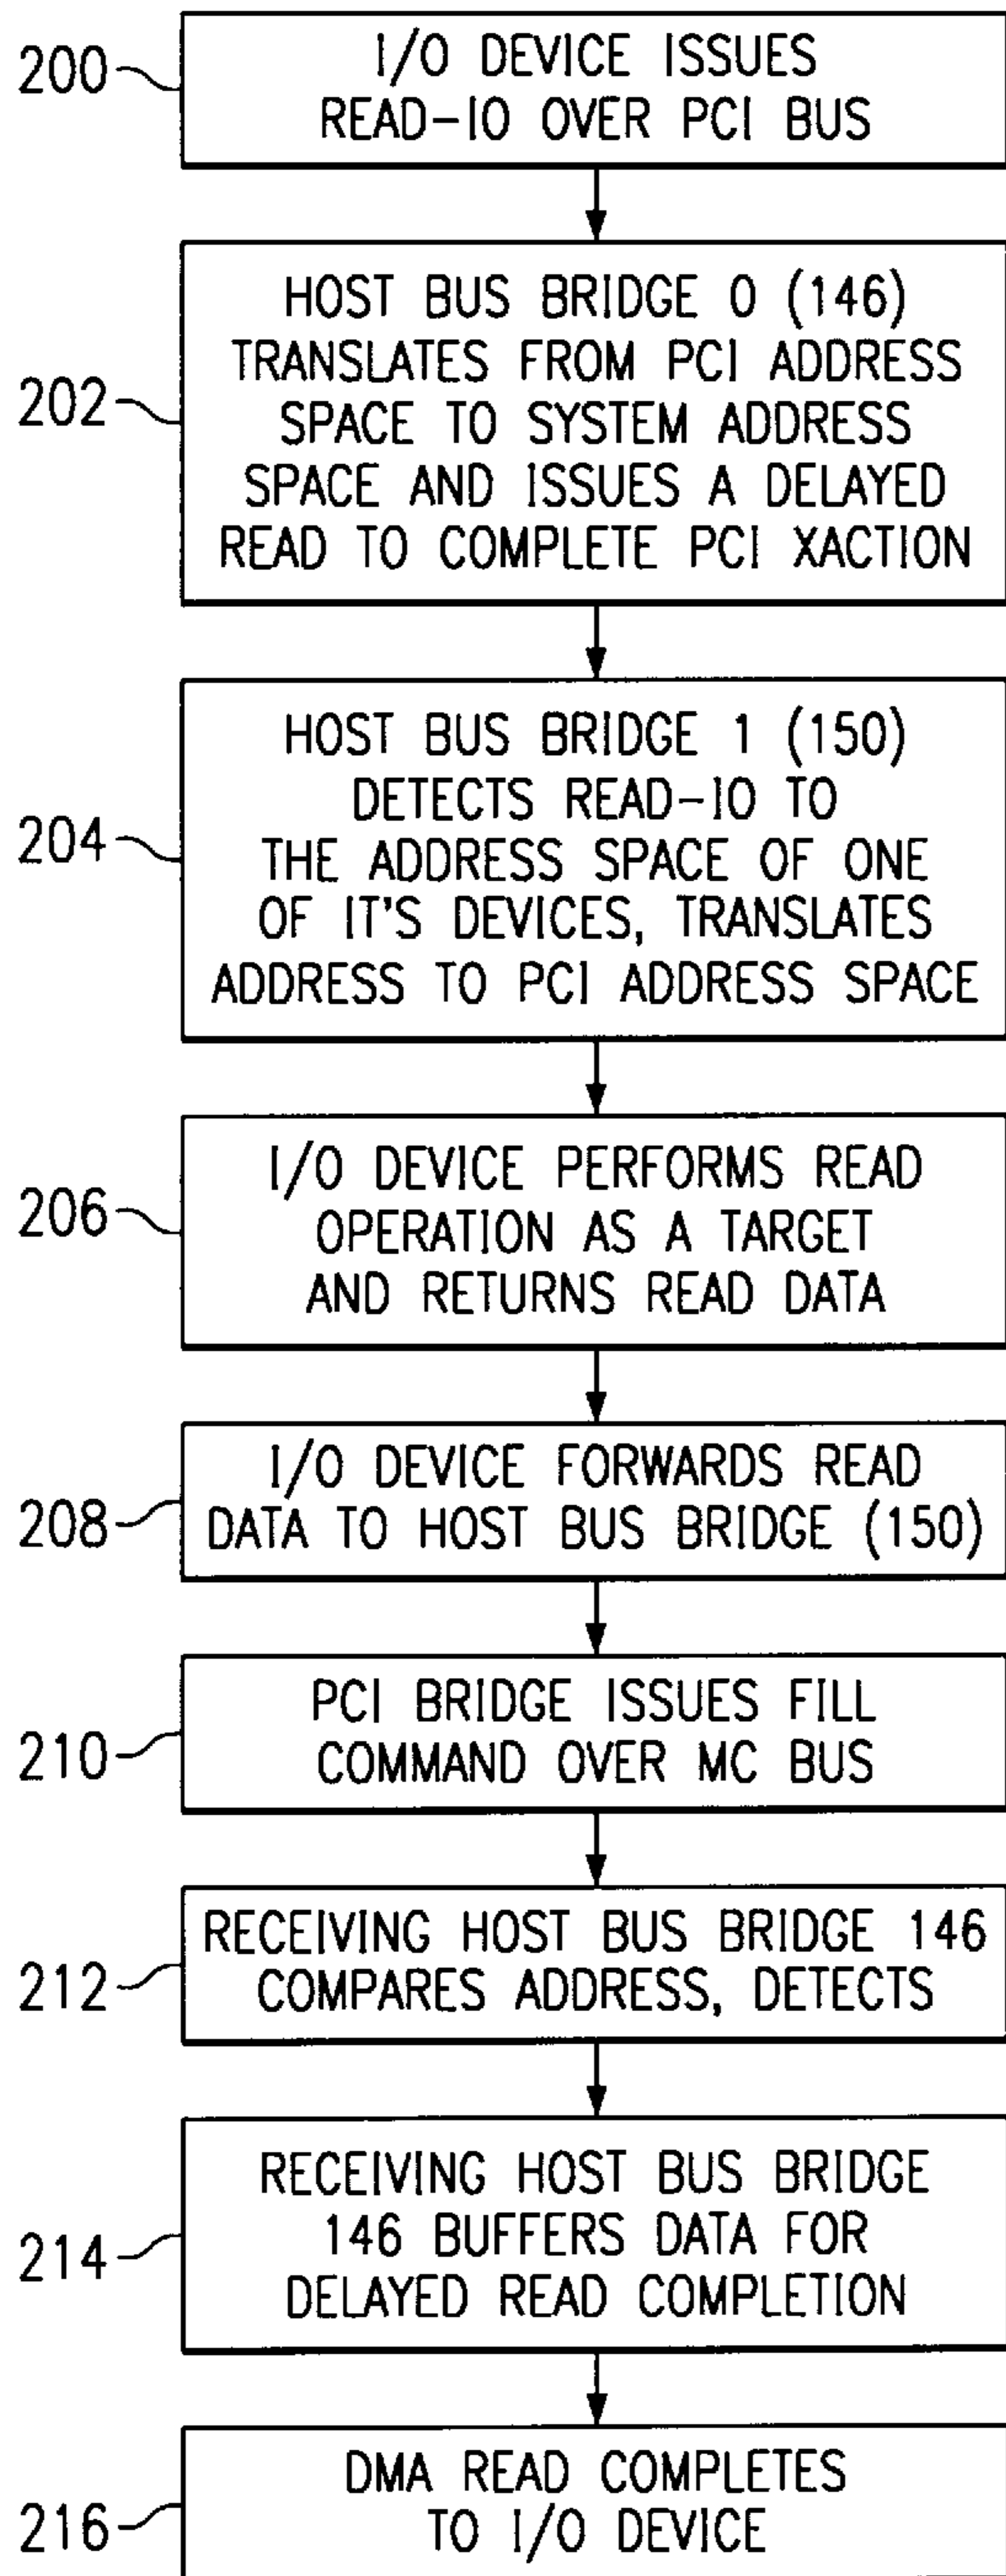 200
I/O DEVICE ISSUES
READ-IO OVER PCI BUS
202
HOST BUS BRIDGE 0 (146)
TRANSLATES FROM PCI ADDRESS
SPACE TO SYSTEM ADDRESS
SPACE AND ISSUES A DELAYED
READ TO COMPLETE PCI XACTION
204
HOST BUS BRIDGE 1 (150)
DETECTS READ-IO TO
THE ADDRESS SPACE OF ONE
OF IT'S DEVICES, TRANSLATES
ADDRESS TO PCI ADDRESS SPACE
206
I/O DEVICE PERFORMS READ
OPERATION AS A TARGET
AND RETURNS READ DATA
208
I/O DEVICE FORWARDS READ
DATA TO HOST BUS BRIDGE (150)
210
PCI BRIDGE ISSUES FILL
COMMAND OVER MC BUS
212
RECEIVING HOST BUS BRIDGE 146
COMPARES ADDRESS, DETECTS
214
RECEIVING HOST BUS BRIDGE
146 BUFFERS DATA FOR
DELAYED READ COMPLETION
216
DMA READ COMPLETES
TO I/O DEVICE